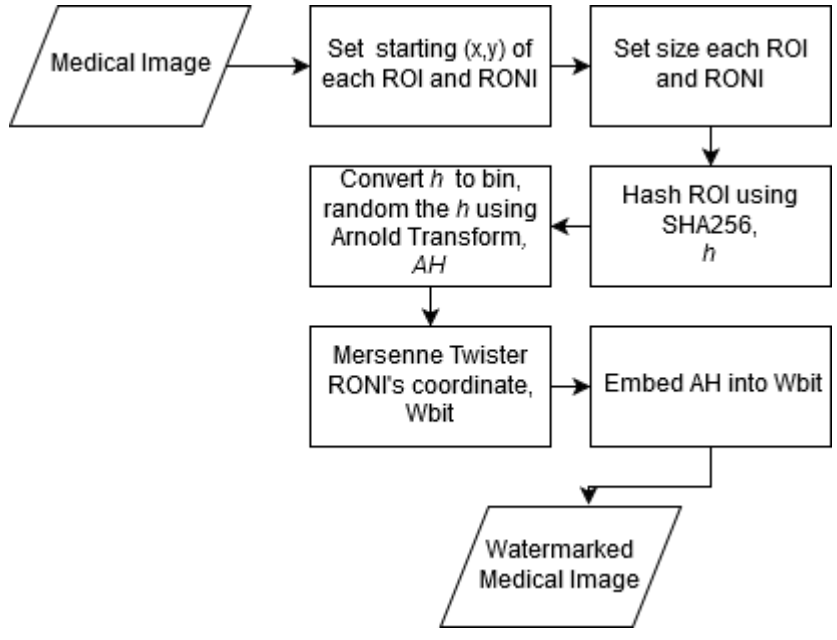 Medical Image
Set starting (x,y) of
each ROI and RONI
Set size each ROI
and RONI
Hash ROI using
SHA256,
h
Convert h to bin,
random the h using
Arnold Transform,
AH
Mersenne Twister
RONI's coordinate,
Wbit
Embed AH into Wbit
Watermarked
Medical Image